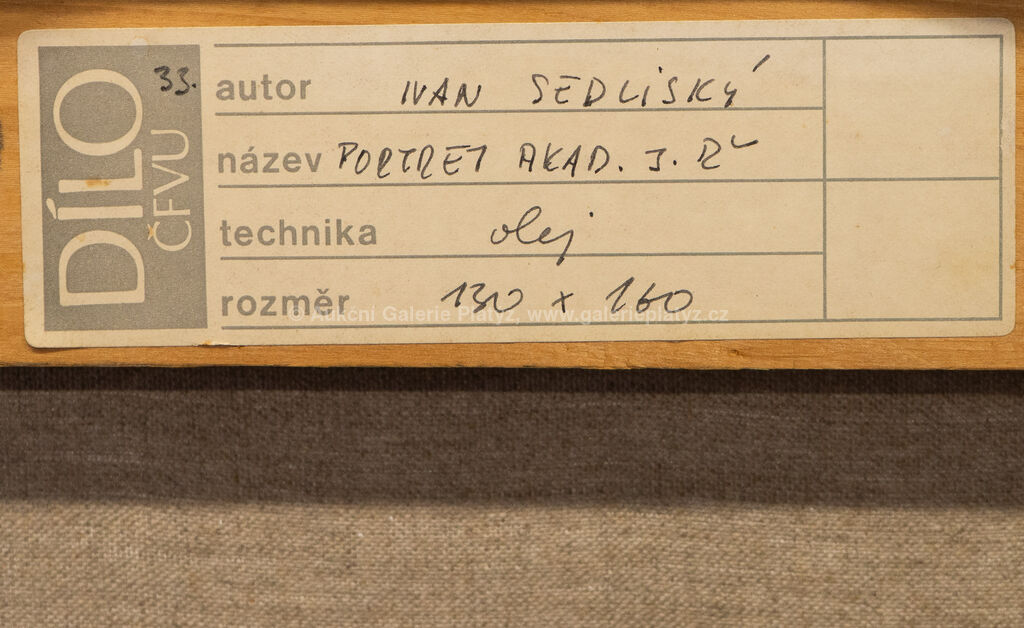 DÍLO
ČFVU
33.
autor IVAN SEDLISKÝ
název PORTRET AKAD. J. R
technika olej
rozměr 130 x 160
© Aukční Galerie Platýz, www.galerieplatyz.cz